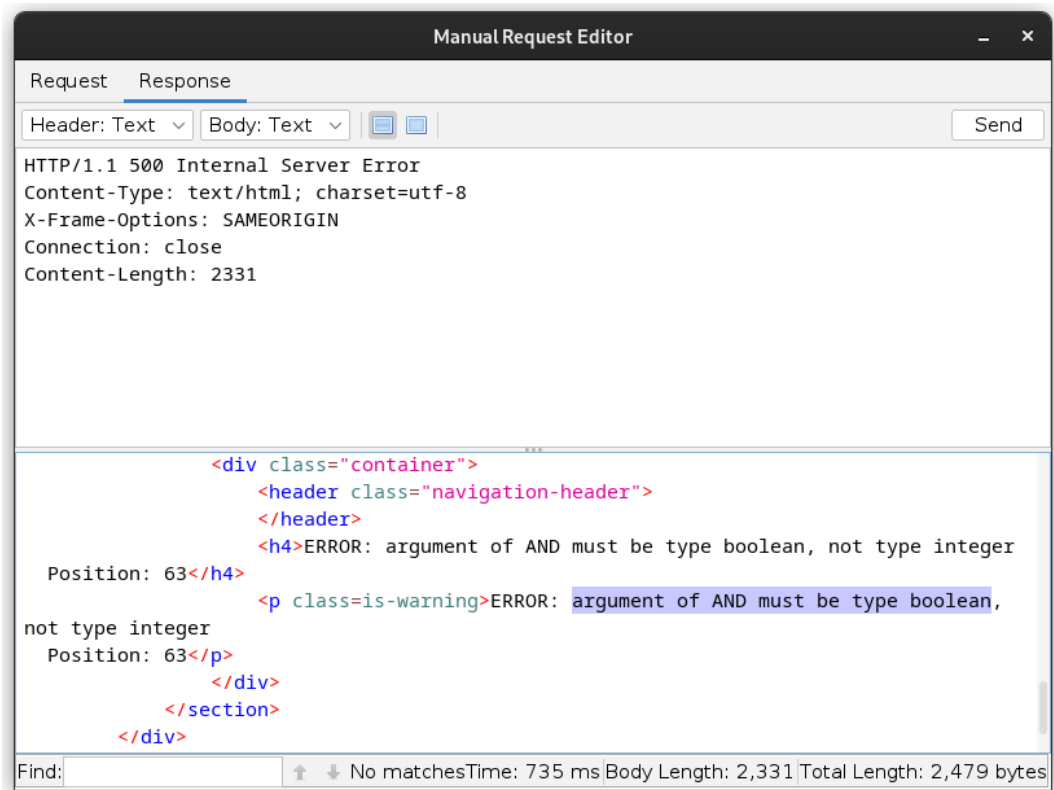 Manual Request Editor
Request Response
Header: Text Body: Text Send
HTTP/1.1 500 Internal Server Error
Content-Type: text/html; charset=utf-8
X-Frame-Options: SAMEORIGIN
Connection: close
Content-Length: 2331
<div class="container">
<header class="navigation-header">
</header>
<h4>ERROR: argument of AND must be type boolean, not type integer
Position: 63</h4>
<p class=is-warning>ERROR: argument of AND must be type boolean,
not type integer
Position: 63</p>
</div>
</section>
</div>
Find: No matches Time: 735 ms Body Length: 2,331 Total Length: 2,479 bytes